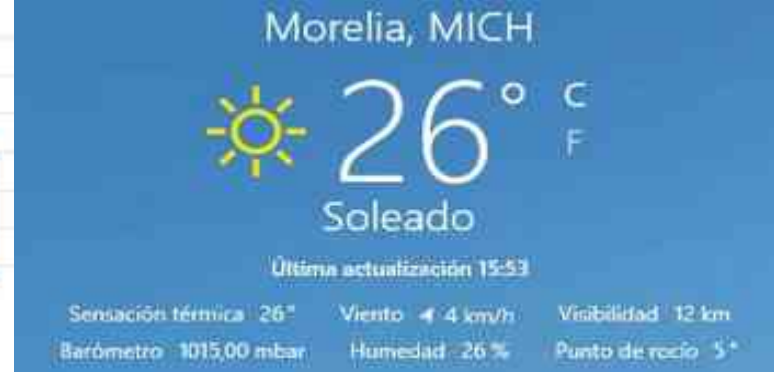 Morelia, MICH
26° C
F
Soleado
Última actualización 15:53
Sensación térmica 26° Viento 4 km/h Visibilidad 12 km
Barómetro 1015,00 mbar Humedad 26 % Punto de rocío 5°